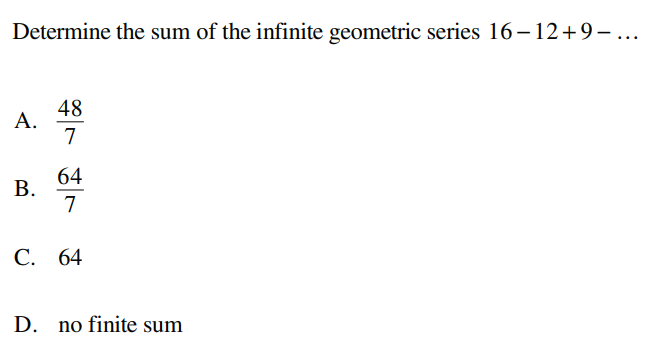 Determine the sum of the infinite geometric series 16 – 12 + 9 – …
A. 48/7
B. 64/7
C. 64
D. no finite sum